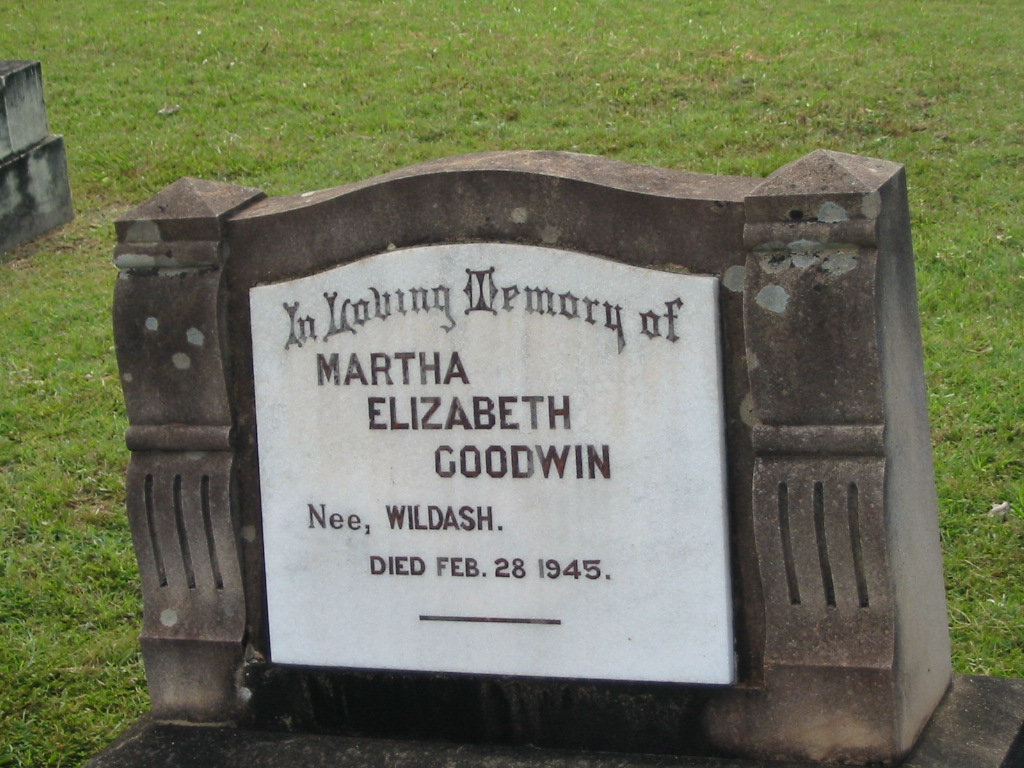 In Loving Memory of
MARTHA
ELIZABETH
GOODWIN
Nee, WILDASH.
DIED FEB. 28 1945.